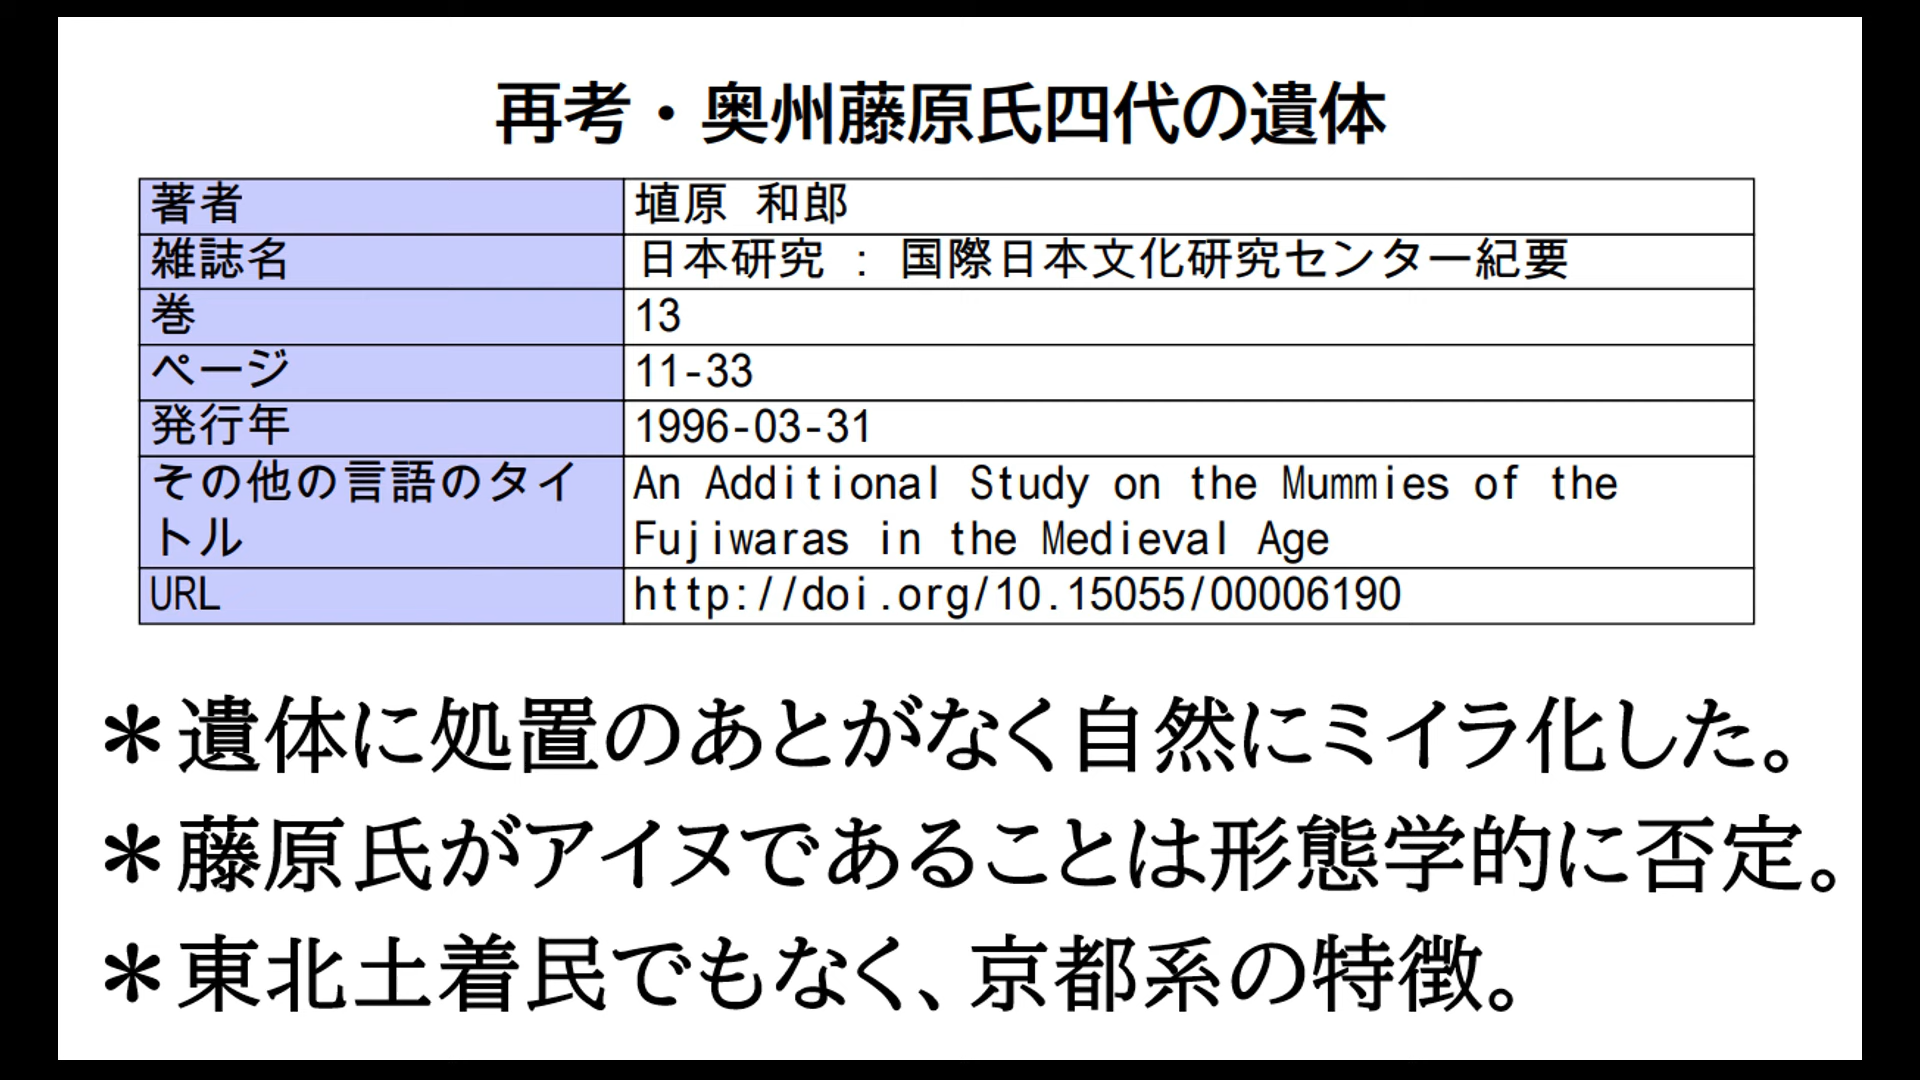 再考・奥州藤原氏四代の遺体
著者 埴原 和郎
雑誌名 日本研究 : 国際日本文化研究センター紀要
巻 13
ページ 11-33
発行年 1996-03-31
その他の言語のタイトル An Additional Study on the Mummies of the
Fujiwaras in the Medieval Age
URL http://doi.org/10.15055/00006190
＊遺体に処置のあとがなく自然にミイラ化した。
＊藤原氏がアイヌであることは形態学的に否定。
＊東北土着民でもなく、京都系の特徴。